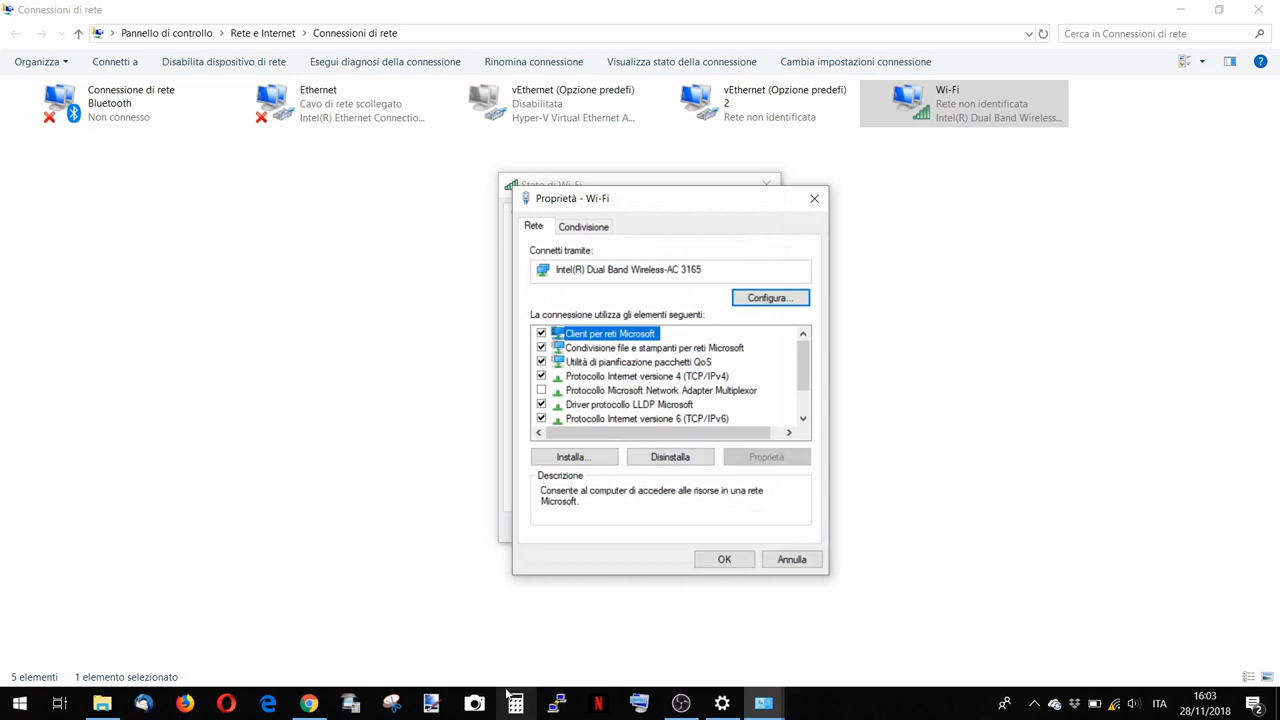 Connessioni di rete
Pannello di controllo > Rete e Internet > Connessioni di rete
Cerca in Connessioni di rete
Organizza
Connetti a
Disabilita dispositivo di rete
Esegui diagnosi della connessione
Rinomina connessione
Visualizza stato della connessione
Cambia impostazioni connessione
Connessione di rete
Bluetooth
Non connesso
Ethernet
Cavo di rete scollegato
Intel(R) Ethernet Connectio...
vEthernet (Opzione predefi)
Disabilitata
Hyper-V Virtual Ethernet A...
vEthernet (Opzione predefi)
2
Rete non identificata
Wi-Fi
Rete non identificata
Intel(R) Dual Band Wireless...
Stato di Wi-Fi
Proprietà - Wi-Fi
Rete
Condivisione
Connetti tramite:
Intel(R) Dual Band Wireless-AC 3165
Configura...
La connessione utilizza gli elementi seguenti:
Client per reti Microsoft
Condivisione file e stampanti per reti Microsoft
Utilità di pianificazione pacchetti QoS
Protocollo Internet versione 4 (TCP/IPv4)
Protocollo Microsoft Network Adapter Multiplexor
Driver protocollo LLDP Microsoft
Protocollo Internet versione 6 (TCP/IPv6)
Installa...
Disinstalla
Proprietà
Descrizione
Consente al computer di accedere alle risorse in una rete
Microsoft.
OK
Annulla
5 elementi
1 elemento selezionato
ITA
16:03
28/11/2018
2